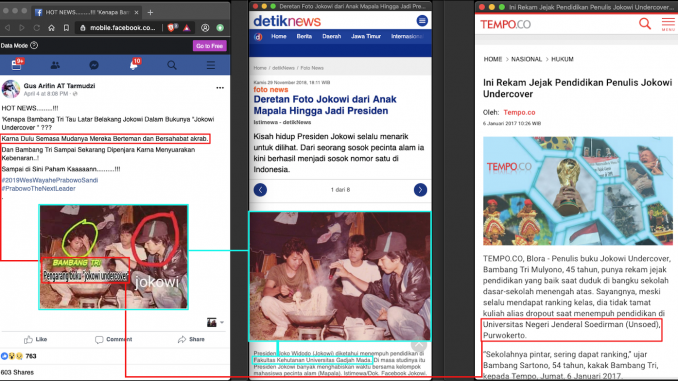 HOT NEWS.........!!! "Kenapa Bambang Tri
mobile.facebook.co...
Data Mode
Go to Free
9+
10
Gus Arifin AT Tarmudzi
April 4 at 8:08 PM
HOT NEWS.........!!!
"Kenapa Bambang Tri Tau Latar Belakang Jokowi Dalam Bukunya "Jokowi
Undercover " ???
Karna Dulu Semasa Mudanya Mereka Berteman dan Bersahabat akrab.
Dan Bambang Tri Sampai Sekarang Dipenjara Karna Menyuarakan
Kebenaran..!
Sampai di Sini Paham Kaaaaann.........!!!
#2019WesWayahePrabowoSandi
#PrabowoTheNextLeader
BAMBANG TRI
Pengarang buku "jokowi undercover"
jokowi
Like
Comment
Share
763
603 Shares
Deretan Foto Jokowi dari Anak Mapala Hingga Jadi Pre...
detiknews
Home
Berita
Daerah
Jawa Timur
Internasional
Home / detikNews / Foto News
Kamis 29 November 2018, 18:11 WIB
foto news
Deretan Foto Jokowi dari Anak
Mapala Hingga Jadi Presiden
Istimewa - detikNews
Kisah hidup Presiden Jokowi selalu menarik
untuk dilihat. Dari seorang sosok pecinta alam ia
kini berhasil menjadi sosok nomor satu di
Indonesia.
1 dari 8
Presiden Joko Widodo (Jokowi) diketahui menempuh pendidikan di
Fakultas Kehutanan Universitas Gadjah Mada. Di masa studinya itu
Presiden Jokowi banyak menghabiskan waktu bersama kelompok
mahasiswa pecinta alam (Mapala). Istimewa/Dok. Facebook Jokowi.
Ini Rekam Jejak Pendidikan Penulis Jokowi Undercover
TEMPO.CO
MENU
HOME
NASIONAL
HUKUM
Ini Rekam Jejak Pendidikan Penulis Jokowi
Undercover
Oleh: Tempo.co
6 Januari 2017 10:26 WIB
TEMPO.CO, Blora - Penulis buku Jokowi Undercover,
Bambang Tri Mulyono, 45 tahun, punya rekam jejak
pendidikan yang baik saat duduk di bangku sekolah
dasar-sekolah menengah atas. Sayangnya, meski
selalu mendapat rangking kelas, dia tidak tamat
kuliah alias dropout saat menempuh pendidikan di
Universitas Negeri Jenderal Soedirman (Unsoed),
Purwokerto.
"Sekolahnya pintar, sering dapat rangking," ujar
Bambang Sartono, 54 tahun, kakak Bambang Tri,
kepada Tempo, Jumat, 6 Januari 2017.